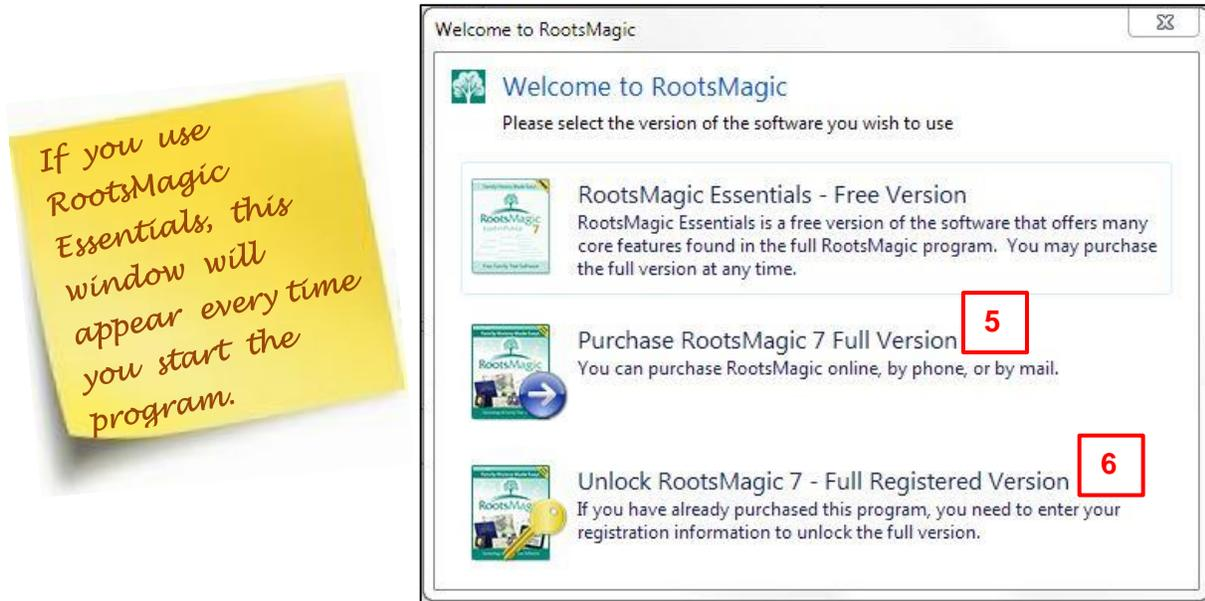 If you use
RootsMagic
Essentials, this
window will
appear every time
you start the
program.
Welcome to RootsMagic
Welcome to RootsMagic
Please select the version of the software you wish to use
RootsMagic Essentials - Free Version
RootsMagic Essentials is a free version of the software that offers many
core features found in the full RootsMagic program. You may purchase
the full version at any time.
5
Purchase RootsMagic 7 Full Version
You can purchase RootsMagic online, by phone, or by mail.
6
Unlock RootsMagic 7 - Full Registered Version
If you have already purchased this program, you need to enter your
registration information to unlock the full version.
RootsMagic
7
RootsMagic
RootsMag